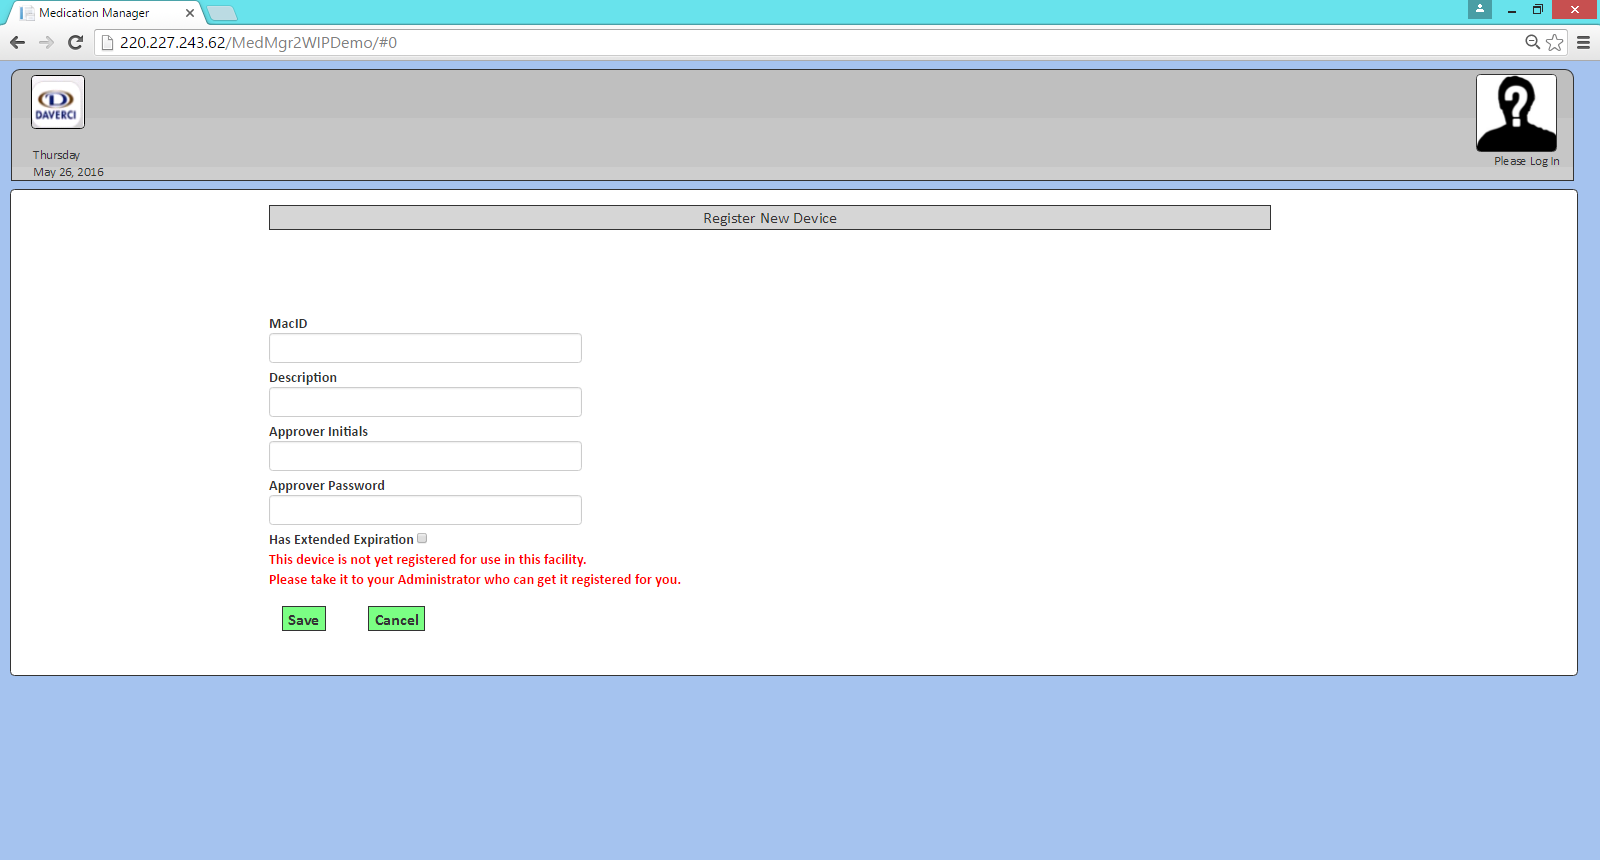 Medication Manager
220.227.243.62/MedMgr2WIPDemo/#0
D
DAVERCI
Thursday
May 26, 2016
?
Please Log In
Register New Device
MacID
Description
Approver Initials
Approver Password
Has Extended Expiration
This device is not yet registered for use in this facility.
Please take it to your Administrator who can get it registered for you.
Save
Cancel